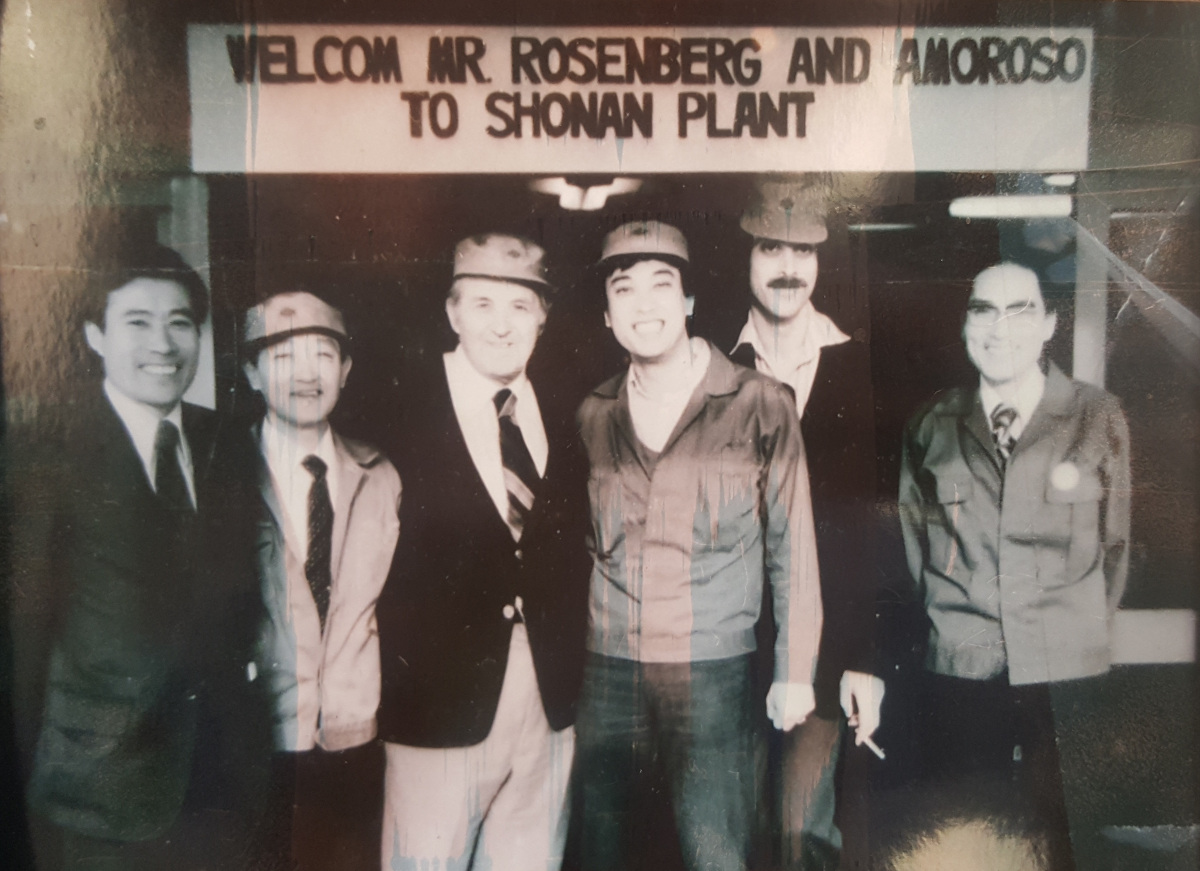 WELCOM MR. ROSENBERG AND AMOROSO
TO SHONAN PLANT